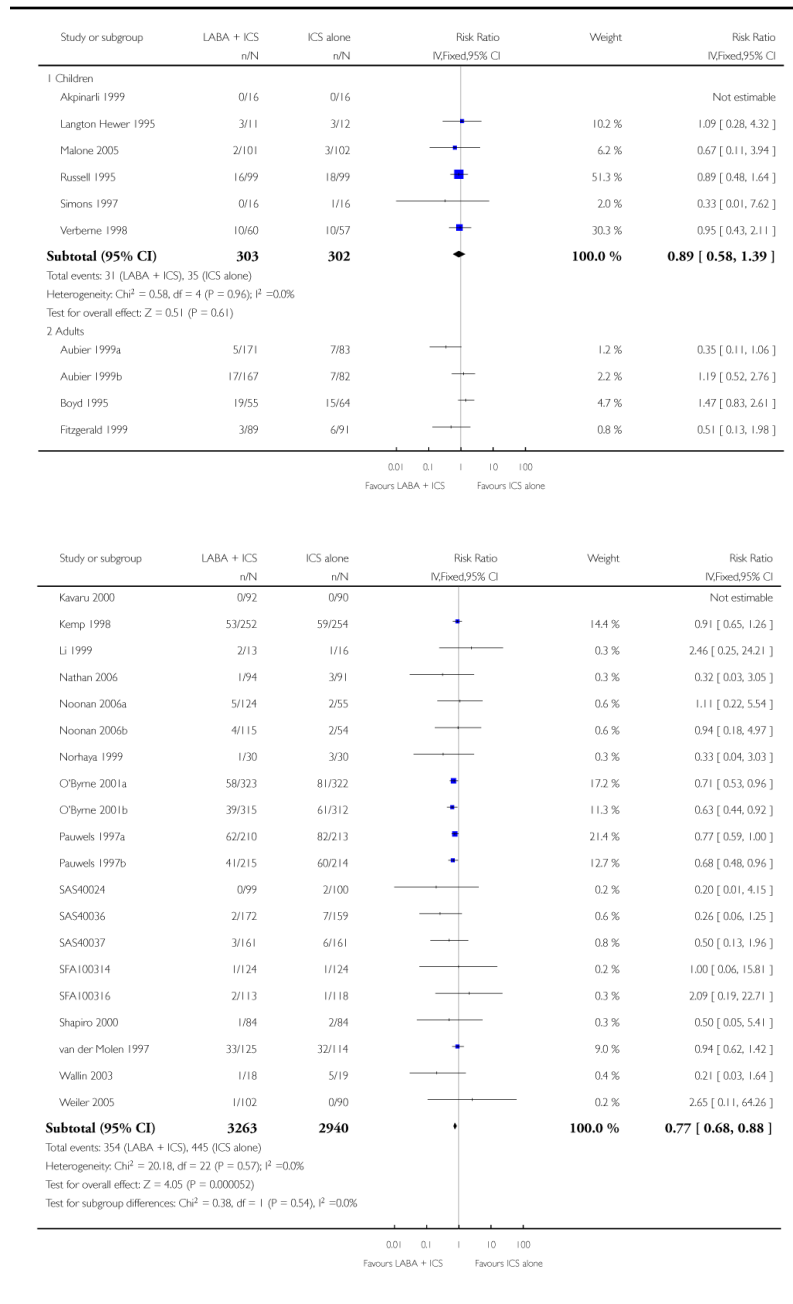 Study or subgroup LABA + ICS ICS alone Risk Ratio Weight Risk Ratio
n/N n/N IV,Fixed,95% CI IV,Fixed,95% CI
1 Children
Akpinarli 1999 0/16 0/16 Not estimable
Langton Hewer 1995 3/11 3/12 10.2 % 1.09 [ 0.28, 4.32 ]
Malone 2005 2/101 3/102 6.2 % 0.67 [ 0.11, 3.94 ]
Russell 1995 16/99 18/99 51.3 % 0.89 [ 0.48, 1.64 ]
Simons 1997 0/16 1/16 2.0 % 0.33 [ 0.01, 7.62 ]
Verberne 1998 10/60 10/57 30.3 % 0.95 [ 0.43, 2.11 ]
Subtotal (95% CI) 303 302 100.0 % 0.89 [ 0.58, 1.39 ]
Total events: 31 (LABA + ICS), 35 (ICS alone)
Heterogeneity: Chi² = 0.58, df = 4 (P = 0.96); I² =0.0%
Test for overall effect: Z = 0.51 (P = 0.61)
2 Adults
Aubier 1999a 5/171 7/83 1.2 % 0.35 [ 0.11, 1.06 ]
Aubier 1999b 17/167 7/82 2.2 % 1.19 [ 0.52, 2.76 ]
Boyd 1995 19/55 15/64 4.7 % 1.47 [ 0.83, 2.61 ]
Fitzgerald 1999 3/89 6/91 0.8 % 0.51 [ 0.13, 1.98 ]
0.01 0.1 1 10 100
Favours LABA + ICS Favours ICS alone
Study or subgroup LABA + ICS ICS alone Risk Ratio Weight Risk Ratio
n/N n/N IV,Fixed,95% CI IV,Fixed,95% CI
Kavaru 2000 0/92 0/90 Not estimable
Kemp 1998 53/252 59/254 14.4 % 0.91 [ 0.65, 1.26 ]
Li 1999 2/13 1/16 0.3 % 2.46 [ 0.25, 24.21 ]
Nathan 2006 1/94 3/91 0.3 % 0.32 [ 0.03, 3.05 ]
Noonan 2006a 5/124 2/55 0.6 % 1.11 [ 0.22, 5.54 ]
Noonan 2006b 4/115 2/54 0.6 % 0.94 [ 0.18, 4.97 ]
Norhaya 1999 1/30 3/30 0.3 % 0.33 [ 0.04, 3.03 ]
O'Byrne 2001a 58/323 81/322 17.2 % 0.71 [ 0.53, 0.96 ]
O'Byrne 2001b 39/315 61/312 11.3 % 0.63 [ 0.44, 0.92 ]
Pauwels 1997a 62/210 82/213 21.4 % 0.77 [ 0.59, 1.00 ]
Pauwels 1997b 41/215 60/214 12.7 % 0.68 [ 0.48, 0.96 ]
SAS40024 0/99 2/100 0.2 % 0.20 [ 0.01, 4.15 ]
SAS40036 2/172 7/159 0.6 % 0.26 [ 0.06, 1.25 ]
SAS40037 3/161 6/161 0.8 % 0.50 [ 0.13, 1.96 ]
SFA100314 1/124 1/124 0.2 % 1.00 [ 0.06, 15.81 ]
SFA100316 2/113 1/118 0.3 % 2.09 [ 0.19, 22.71 ]
Shapiro 2000 1/84 2/84 0.3 % 0.50 [ 0.05, 5.41 ]
van der Molen 1997 33/125 32/114 9.0 % 0.94 [ 0.62, 1.42 ]
Wallin 2003 1/18 5/19 0.4 % 0.21 [ 0.03, 1.64 ]
Weiler 2005 1/102 0/90 0.2 % 2.65 [ 0.11, 64.26 ]
Subtotal (95% CI) 3263 2940 100.0 % 0.77 [ 0.68, 0.88 ]
Total events: 354 (LABA + ICS), 445 (ICS alone)
Heterogeneity: Chi² = 20.18, df = 22 (P = 0.57); I² =0.0%
Test for overall effect: Z = 4.05 (P = 0.000052)
Test for subgroup differences: Chi² = 0.38, df = 1 (P = 0.54), I² =0.0%
0.01 0.1 1 10 100
Favours LABA + ICS Favours ICS alone